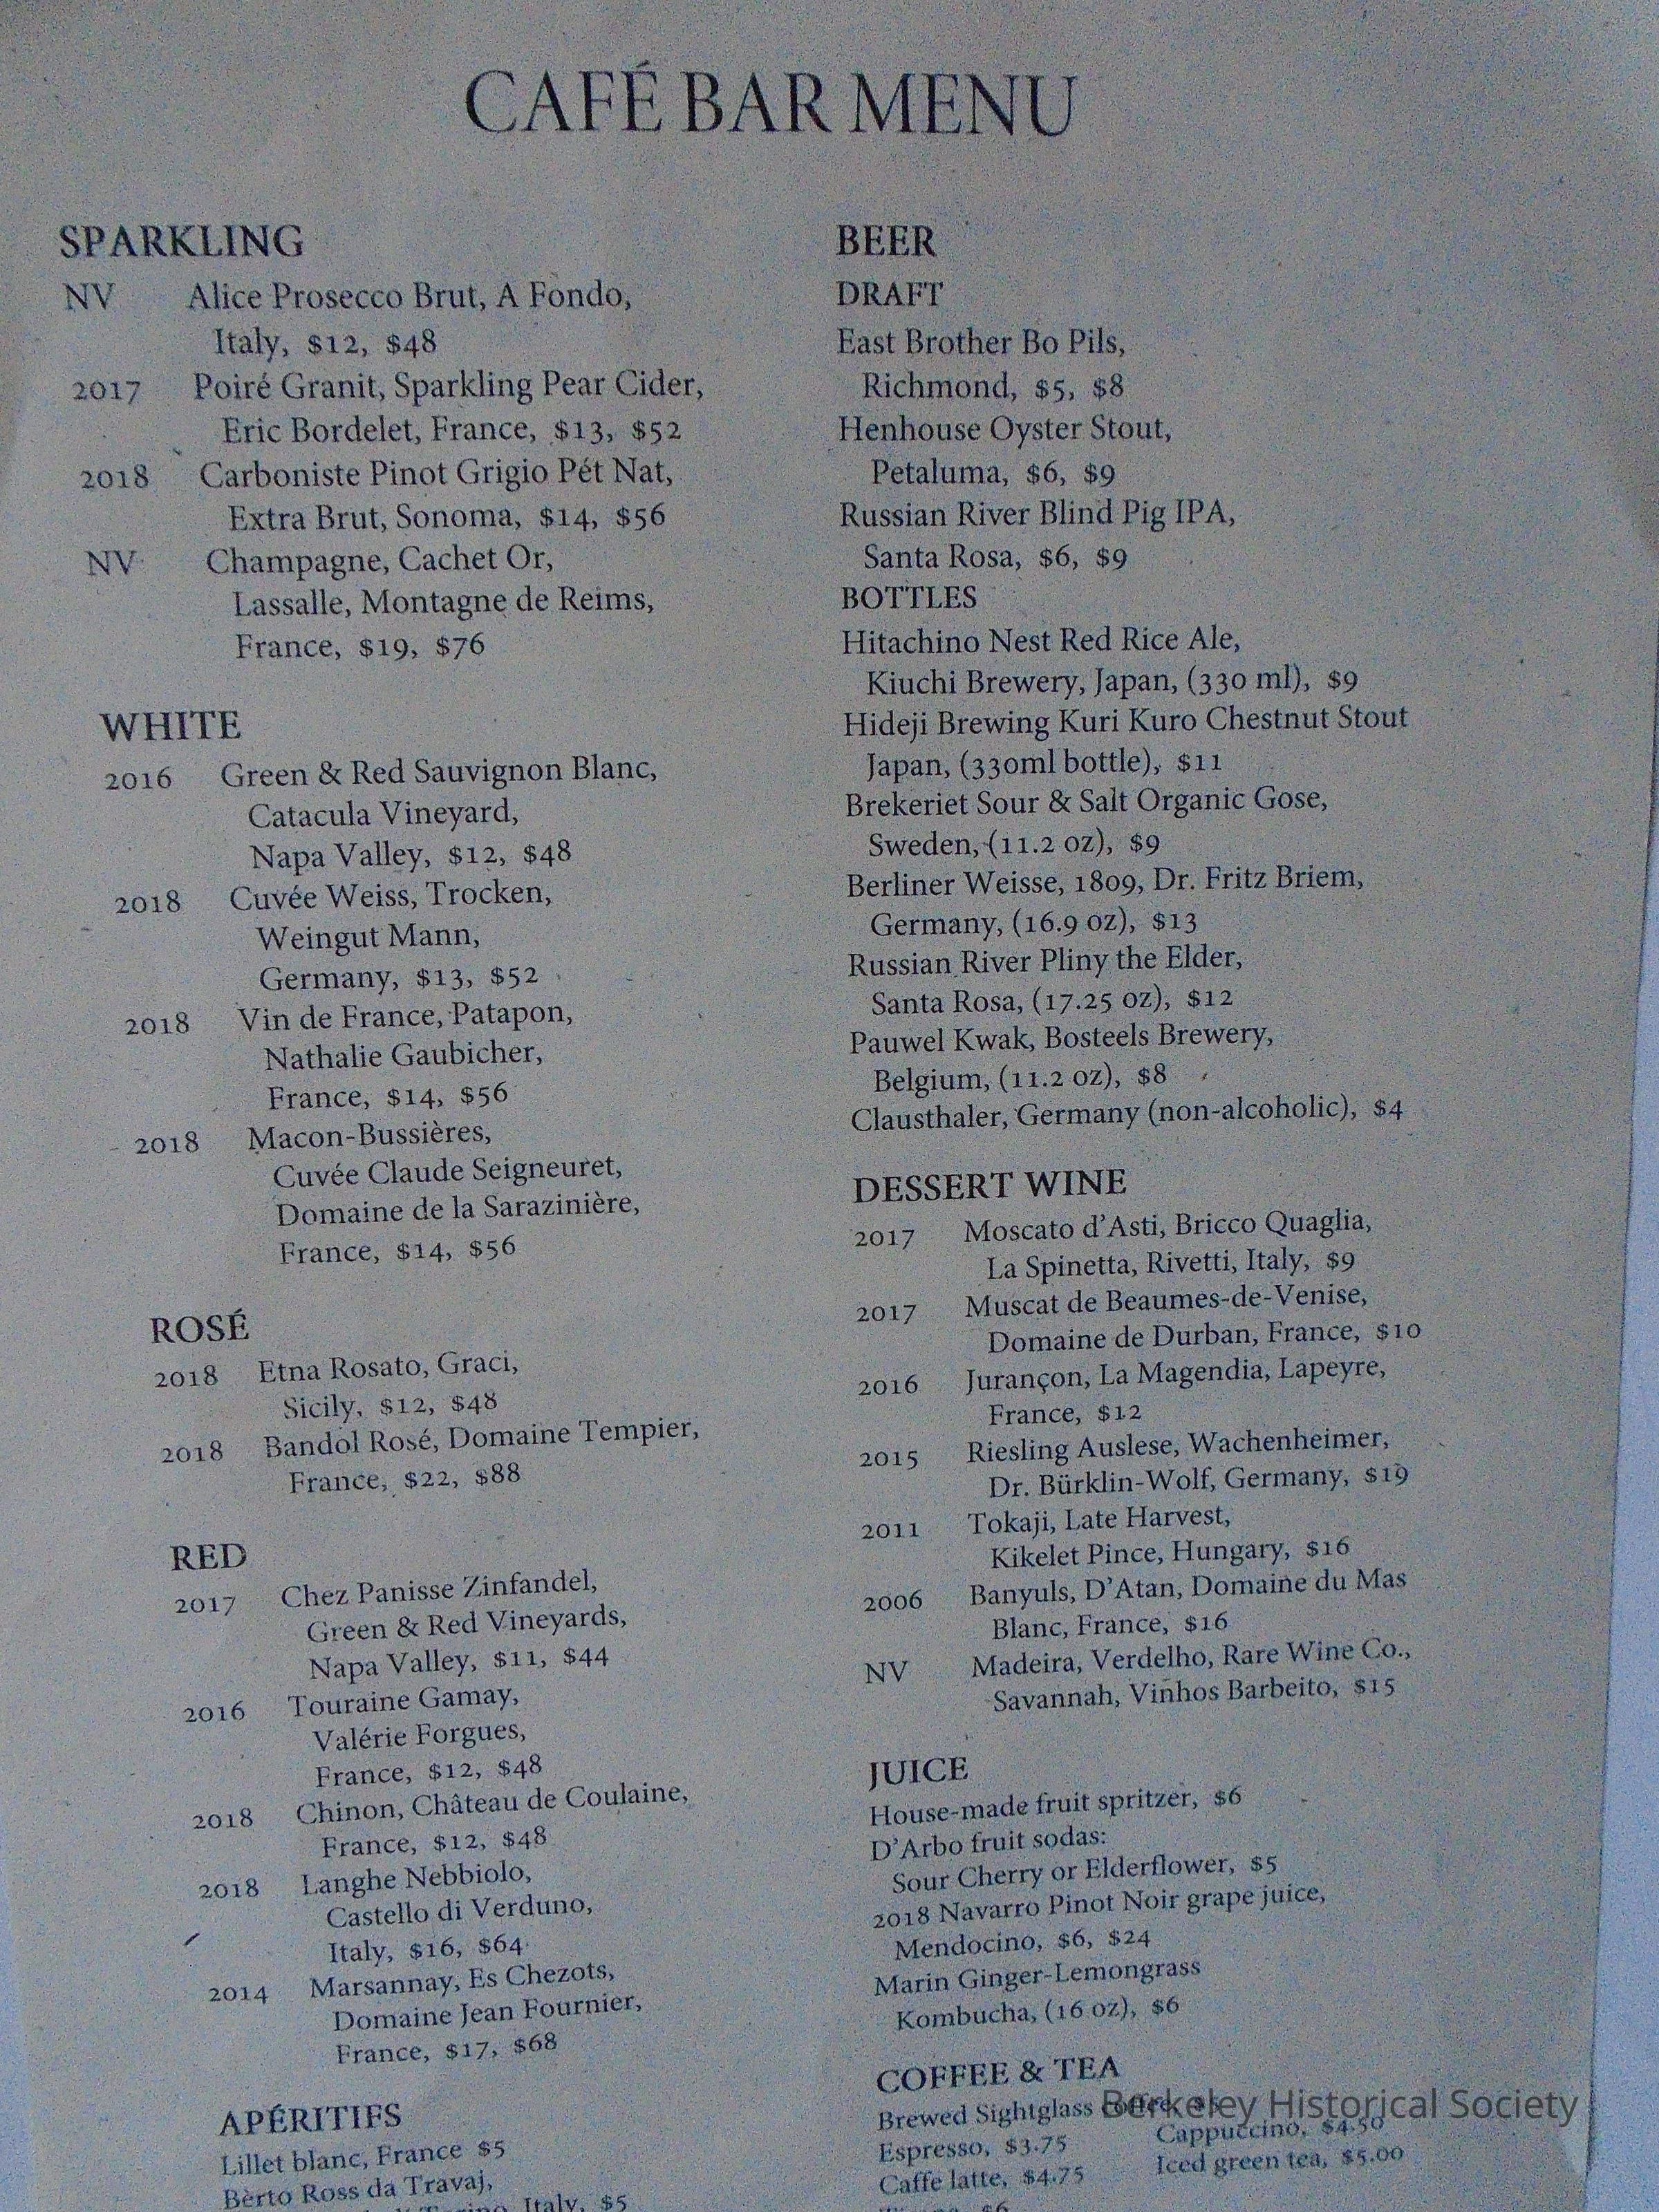 CAFÉ BAR MENU
SPARKLING
NV Alice Prosecco Brut, A Fondo,
Italy, $12, $48
2017 Poiré Granit, Sparkling Pear Cider,
Eric Bordelet, France, $13, $52
2018 Carboniste Pinot Grigio Pét Nat,
Extra Brut, Sonoma, $14, $56
NV Champagne, Cachet Or,
Lassalle, Montagne de Reims,
France, $19, $76
WHITE
2016 Green & Red Sauvignon Blanc,
Catacula Vineyard,
Napa Valley, $12, $48
2018 Cuvée Weiss, Trocken,
Weingut Mann,
Germany, $13, $52
2018 Vin de France, Patapon,
Nathalie Gaubicher,
France, $14, $56
2018 Macon-Bussières,
Cuvée Claude Seigneuret,
Domaine de la Sarazinière,
France, $14, $56
ROSÉ
2018 Etna Rosato, Graci,
Sicily, $12, $48
2018 Bandol Rosé, Domaine Tempier,
France, $22, $88
RED
2017 Chez Panisse Zinfandel,
Green & Red Vineyards,
Napa Valley, $11, $44
2016 Touraine Gamay,
Valérie Forgues,
France, $12, $48
2018 Chinon, Château de Coulaine,
France, $12, $48
2018 Langhe Nebbiolo,
Castello di Verduno,
Italy, $16, $64
2014 Marsannay, Es Chezots,
Domaine Jean Fournier,
France, $17, $68
APÉRITIFS
Lillet blanc, France $5
Bèrto Ross da Travaj,
Italy, $5
BEER
DRAFT
East Brother Bo Pils,
Richmond, $5, $8
Henhouse Oyster Stout,
Petaluma, $6, $9
Russian River Blind Pig IPA,
Santa Rosa, $6, $9
BOTTLES
Hitachino Nest Red Rice Ale,
Kiuchi Brewery, Japan, (330 ml), $9
Hideji Brewing Kuri Kuro Chestnut Stout
Japan, (330ml bottle), $11
Brekeriet Sour & Salt Organic Gose,
Sweden, (11.2 oz), $9
Berliner Weisse, 1809, Dr. Fritz Briem,
Germany, (16.9 oz), $13
Russian River Pliny the Elder,
Santa Rosa, (17.25 oz), $12
Pauwel Kwak, Bosteels Brewery,
Belgium, (11.2 oz), $8
Clausthaler, Germany (non-alcoholic), $4
DESSERT WINE
2017 Moscato d'Asti, Bricco Quaglia,
La Spinetta, Rivetti, Italy, $9
2017 Muscat de Beaumes-de-Venise,
Domaine de Durban, France, $10
2016 Jurançon, La Magendia, Lapeyre,
France, $12
2015 Riesling Auslese, Wachenheimer,
Dr. Bürklin-Wolf, Germany, $19
2011 Tokaji, Late Harvest,
Kikelet Pince, Hungary, $16
2006 Banyuls, D'Atan, Domaine du Mas
Blanc, France, $16
NV Madeira, Verdelho, Rare Wine Co.,
Savannah, Vinhos Barbeito, $15
JUICE
House-made fruit spritzer, $6
D'Arbo fruit sodas:
Sour Cherry or Elderflower, $5
2018 Navarro Pinot Noir grape juice,
Mendocino, $6, $24
Marin Ginger-Lemongrass
Kombucha, (16 oz), $6
COFFEE & TEA
Brewed Sightglass
Espresso, $3.75 Cappuccino, $4.50
Caffe latte, $4.75 Iced green tea, $5.00
$6
Berkeley Historical Society